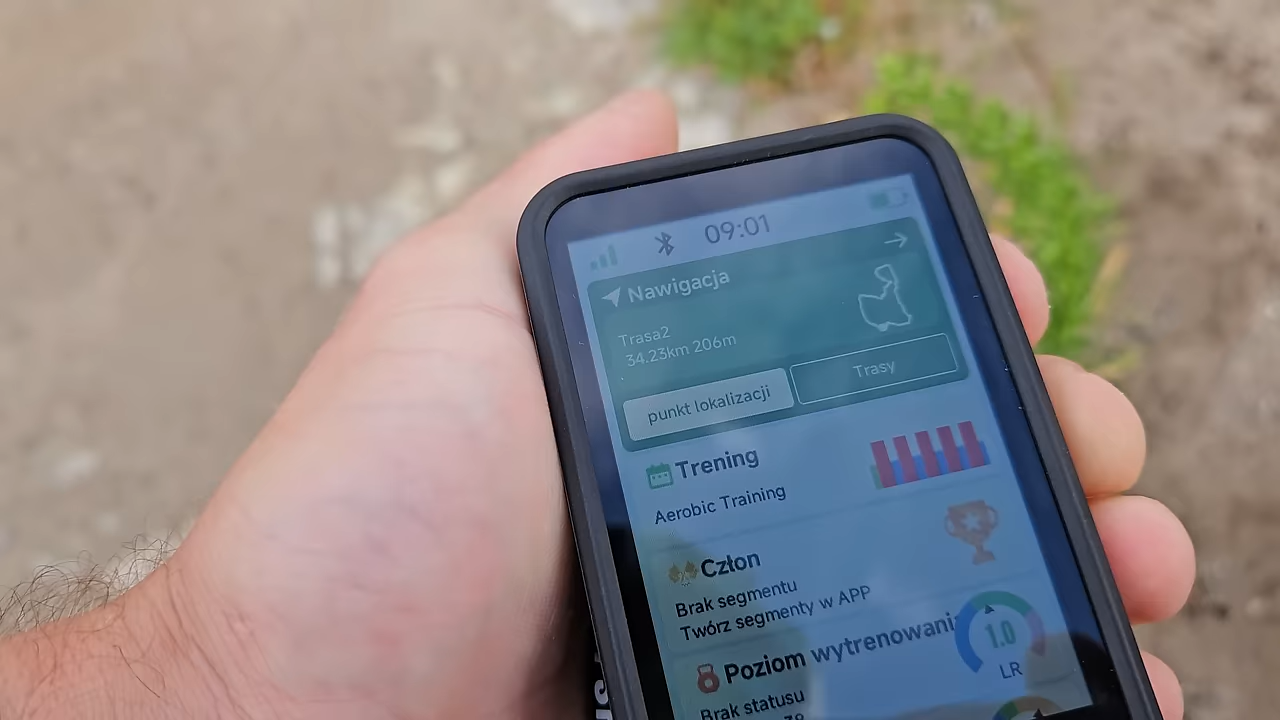 09:01
Nawigacja
Trasa2
34.23km 206m
punkt lokalizacji
Trasy
Trening
Aerobic Training
Człon
Brak segmentu
Twórz segmenty w APP
Poziom wytrenowania
1.0
LR
Brak statusu